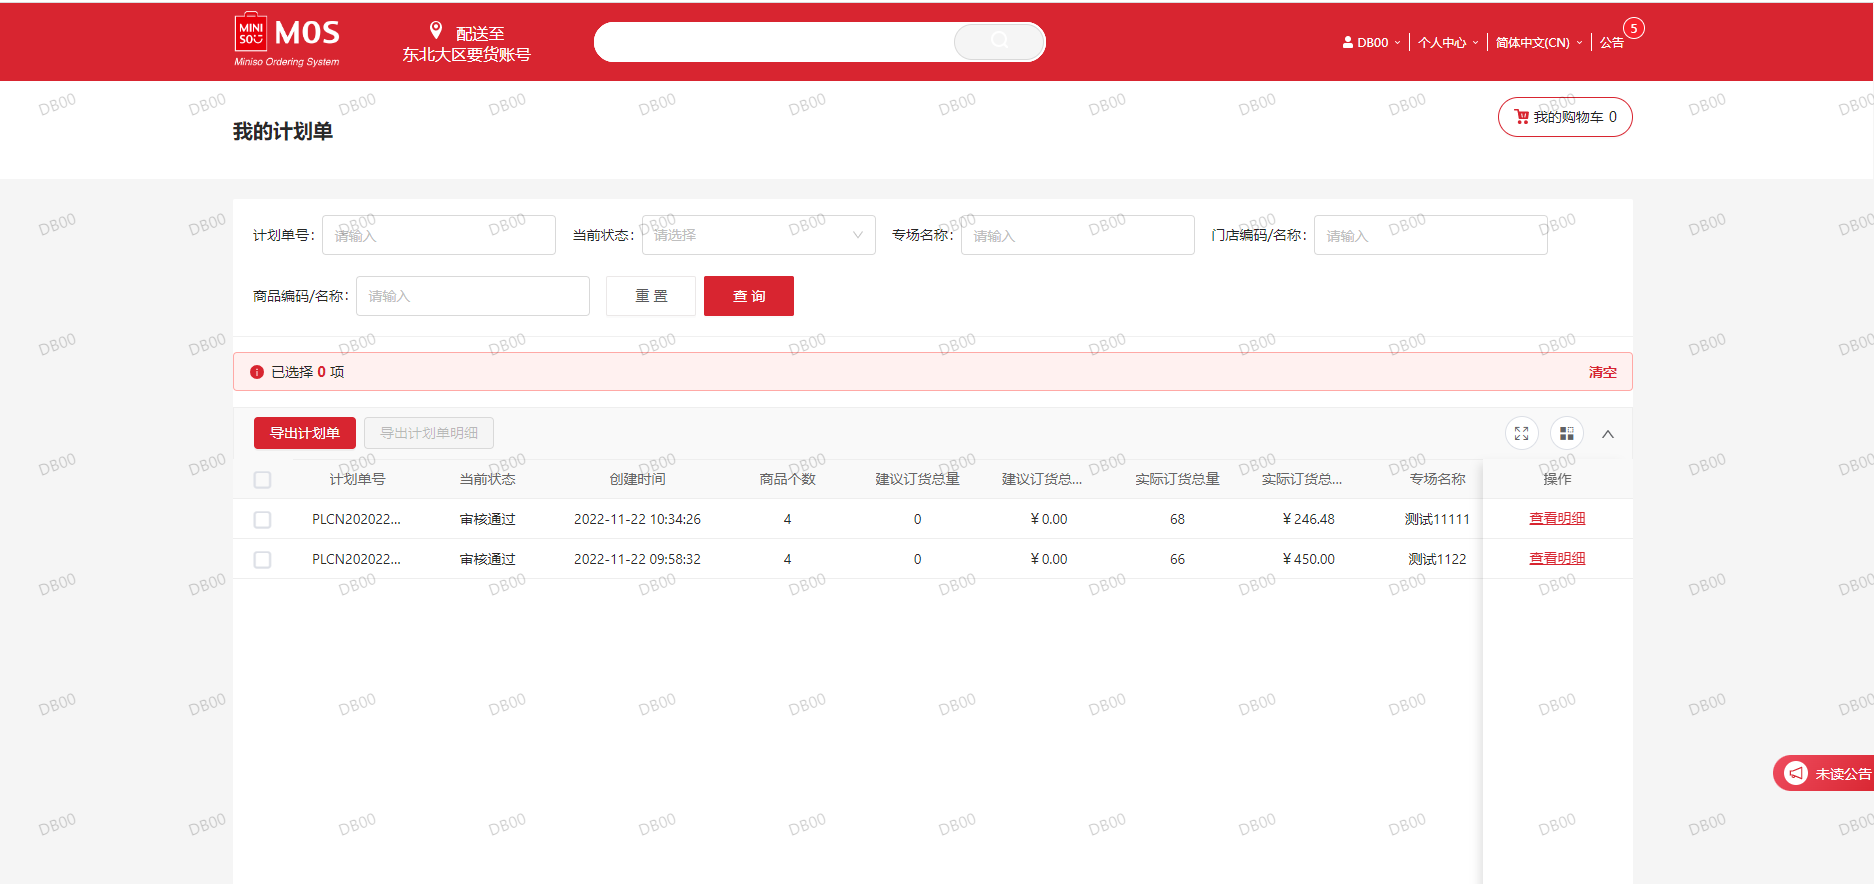 MINI SO MOS
Miniso Ordering System
配送至
东北大区要货账号
DB00 个人中心 简体中文(CN) 公告 5
我的计划单
我的购物车 0
计划单号: 请输入 当前状态: 请选择 专场名称: 请输入 门店编码/名称: 请输入
商品编码/名称: 请输入 重 置 查 询
已选择 0 项 清空
导出计划单 导出计划单明细
计划单号 当前状态 创建时间 商品个数 建议订货总量 建议订货总... 实际订货总量 实际订货总... 专场名称 操作
PLCN202022... 审核通过 2022-11-22 10:34:26 4 0 ¥0.00 68 ¥246.48 测试11111 查看明细
PLCN202022... 审核通过 2022-11-22 09:58:32 4 0 ¥0.00 66 ¥450.00 测试1122 查看明细
未读公告
DB00